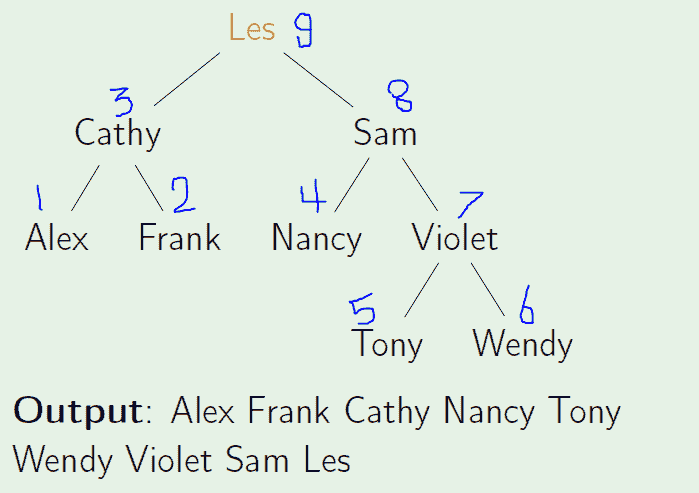 Les 9
3 8
Cathy Sam
1 2 4 7
Alex Frank Nancy Violet
5 6
Tony Wendy
Output: Alex Frank Cathy Nancy Tony
Wendy Violet Sam Les